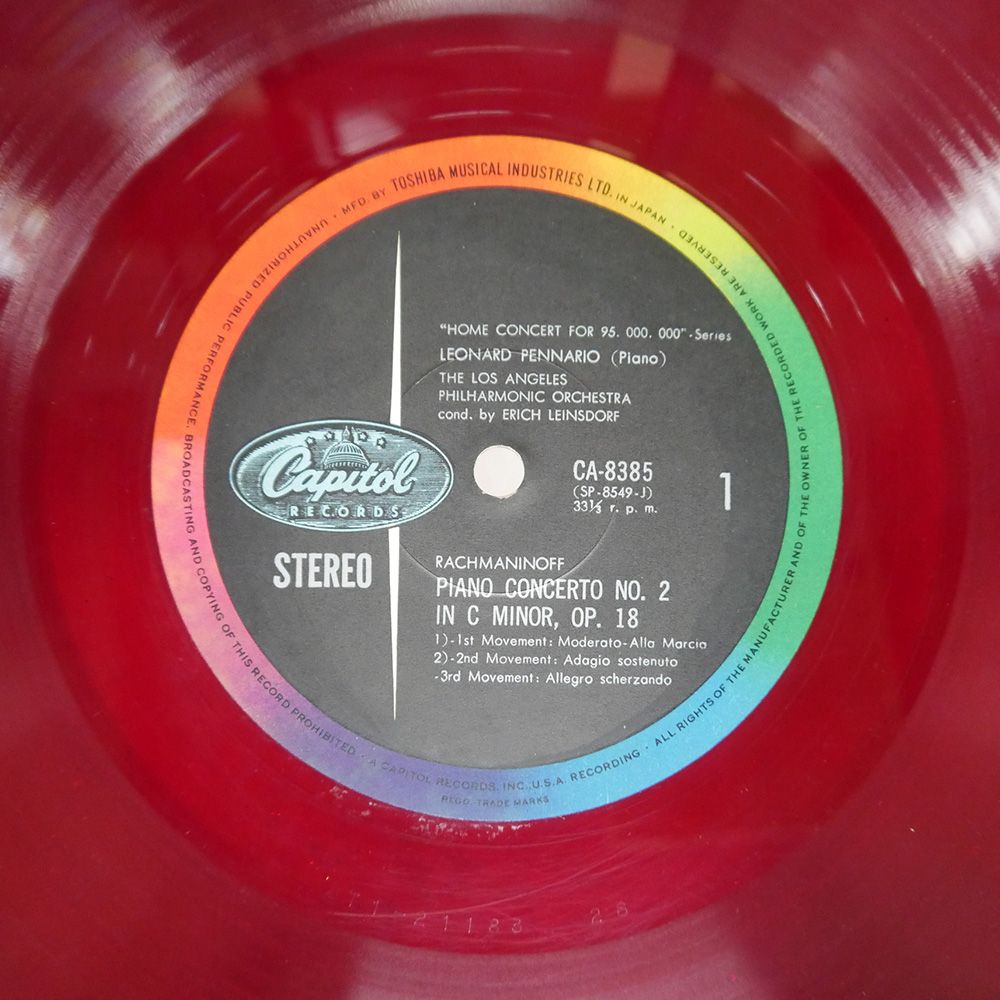 MFD. BY TOSHIBA MUSICAL INDUSTRIES LTD. IN JAPAN · ALL RIGHTS OF THE MANUFACTURER AND OF THE OWNER OF THE RECORDED WORK ARE RESERVED
UNAUTHORIZED PUBLIC PERFORMANCE, BROADCASTING AND COPYING OF THIS RECORD PROHIBITED · A CAPITOL RECORDS, INC., U.S.A. RECORDING ·
REGD. TRADE MARKS
"HOME CONCERT FOR 95. 000. 000"-Series
LEONARD PENNARIO (Piano)
THE LOS ANGELES
PHILHARMONIC ORCHESTRA
cond. by ERICH LEINSDORF
Capitol
RECORDS
STEREO
CA-8385
(SP-8549-J)
33⅓ r. p. m.
1
RACHMANINOFF
PIANO CONCERTO NO. 2
IN C MINOR, OP. 18
1)-1st Movement: Moderato-Alla Marcia
2)-2nd Movement: Adagio sostenuto
-3rd Movement: Allegro scherzando
21183 2S